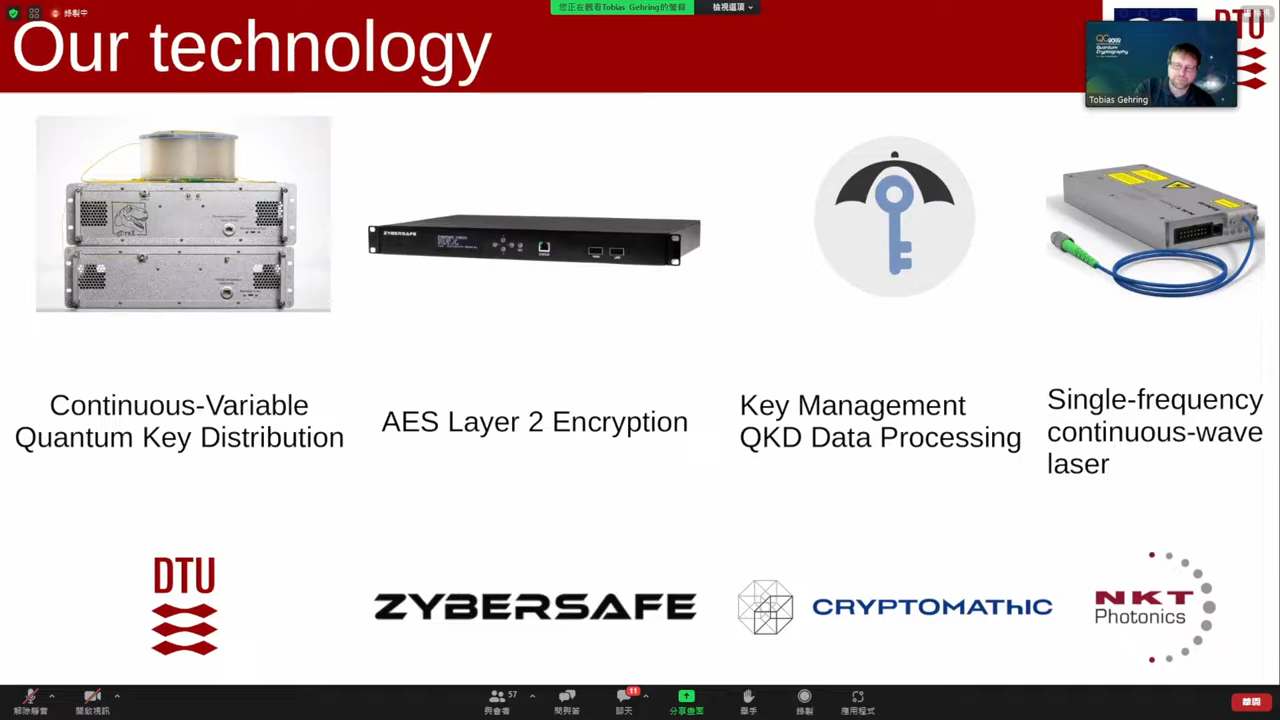 錄製中
您正在觀看Tobias Gehring的螢幕
檢視選項
Our technology
DTU
Tobias Gehring
ZYBERSAFE
Continuous-Variable
Quantum Key Distribution
AES Layer 2 Encryption
Key Management
QKD Data Processing
Single-frequency
continuous-wave
laser
DTU
ZYBERSAFE
CRYPTOMATHIC
NKT
Photonics
解除靜音
開啟視訊
57
與會者
問與答
11
聊天
分享畫面
舉手
錄製
應用程式
離開